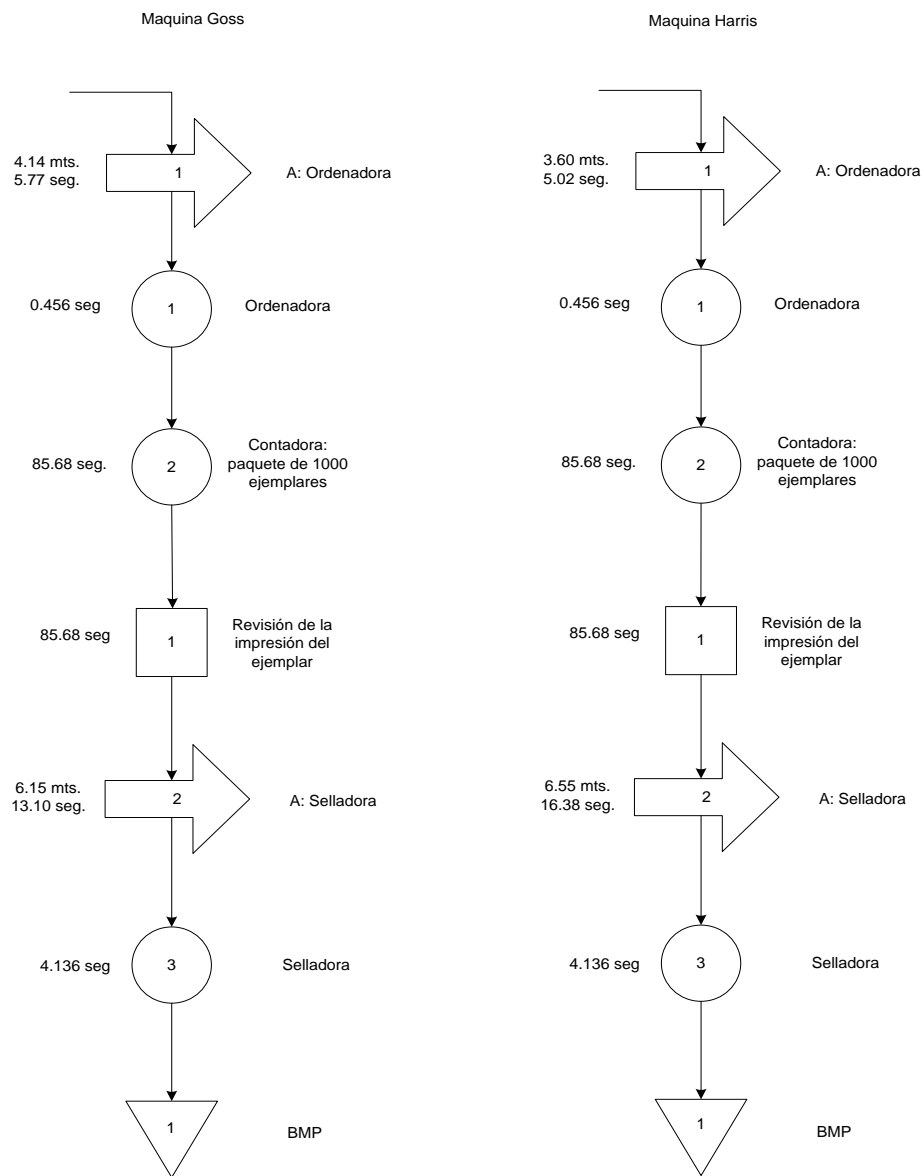 Maquina Goss
4.14 mts.
5.77 seg.
1
A: Ordenadora
0.456 seg
1
Ordenadora
85.68 seg.
2
Contadora:
paquete de 1000
ejemplares
85.68 seg
1
Revisión de la
impresión del
ejemplar
6.15 mts.
13.10 seg.
2
A: Selladora
4.136 seg
3
Selladora
1
BMP
Maquina Harris
3.60 mts.
5.02 seg.
1
A: Ordenadora
0.456 seg
1
Ordenadora
85.68 seg.
2
Contadora:
paquete de 1000
ejemplares
85.68 seg
1
Revisión de la
impresión del
ejemplar
6.55 mts.
16.38 seg.
2
A: Selladora
4.136 seg
3
Selladora
1
BMP